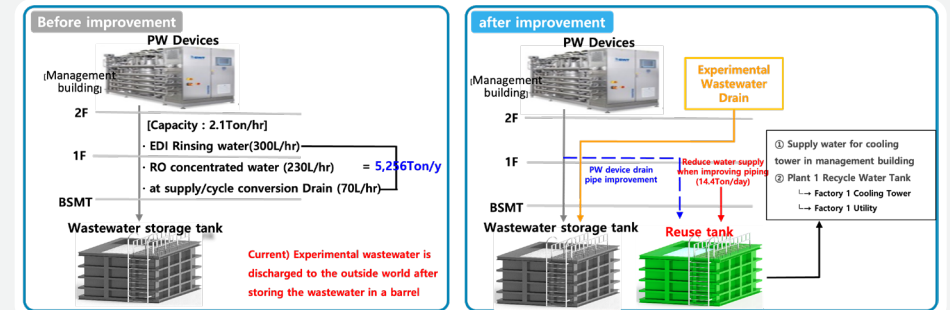 Before improvement
PW Devices
[Management
building]
2F
[Capacity : 2.1Ton/hr]
· EDI Rinsing water(300L/hr)
1F
· RO concentrated water (230L/hr)
= 5,256Ton/y
· at supply/cycle conversion Drain (70L/hr)
BSMT
Wastewater storage tank
Current) Experimental wastewater is
discharged to the outside world after
storing the wastewater in a barrel
after improvement
PW Devices
[Management
building]
Experimental
Wastewater
Drain
2F
1F
PW device drain
pipe improvement
Reduce water supply
when improving piping
(14.4Ton/day)
① Supply water for cooling
tower in management building
② Plant 1 Recycle Water Tank
└→ Factory 1 Cooling Tower
└→ Factory 1 Utility
BSMT
Wastewater storage tank
Reuse tank